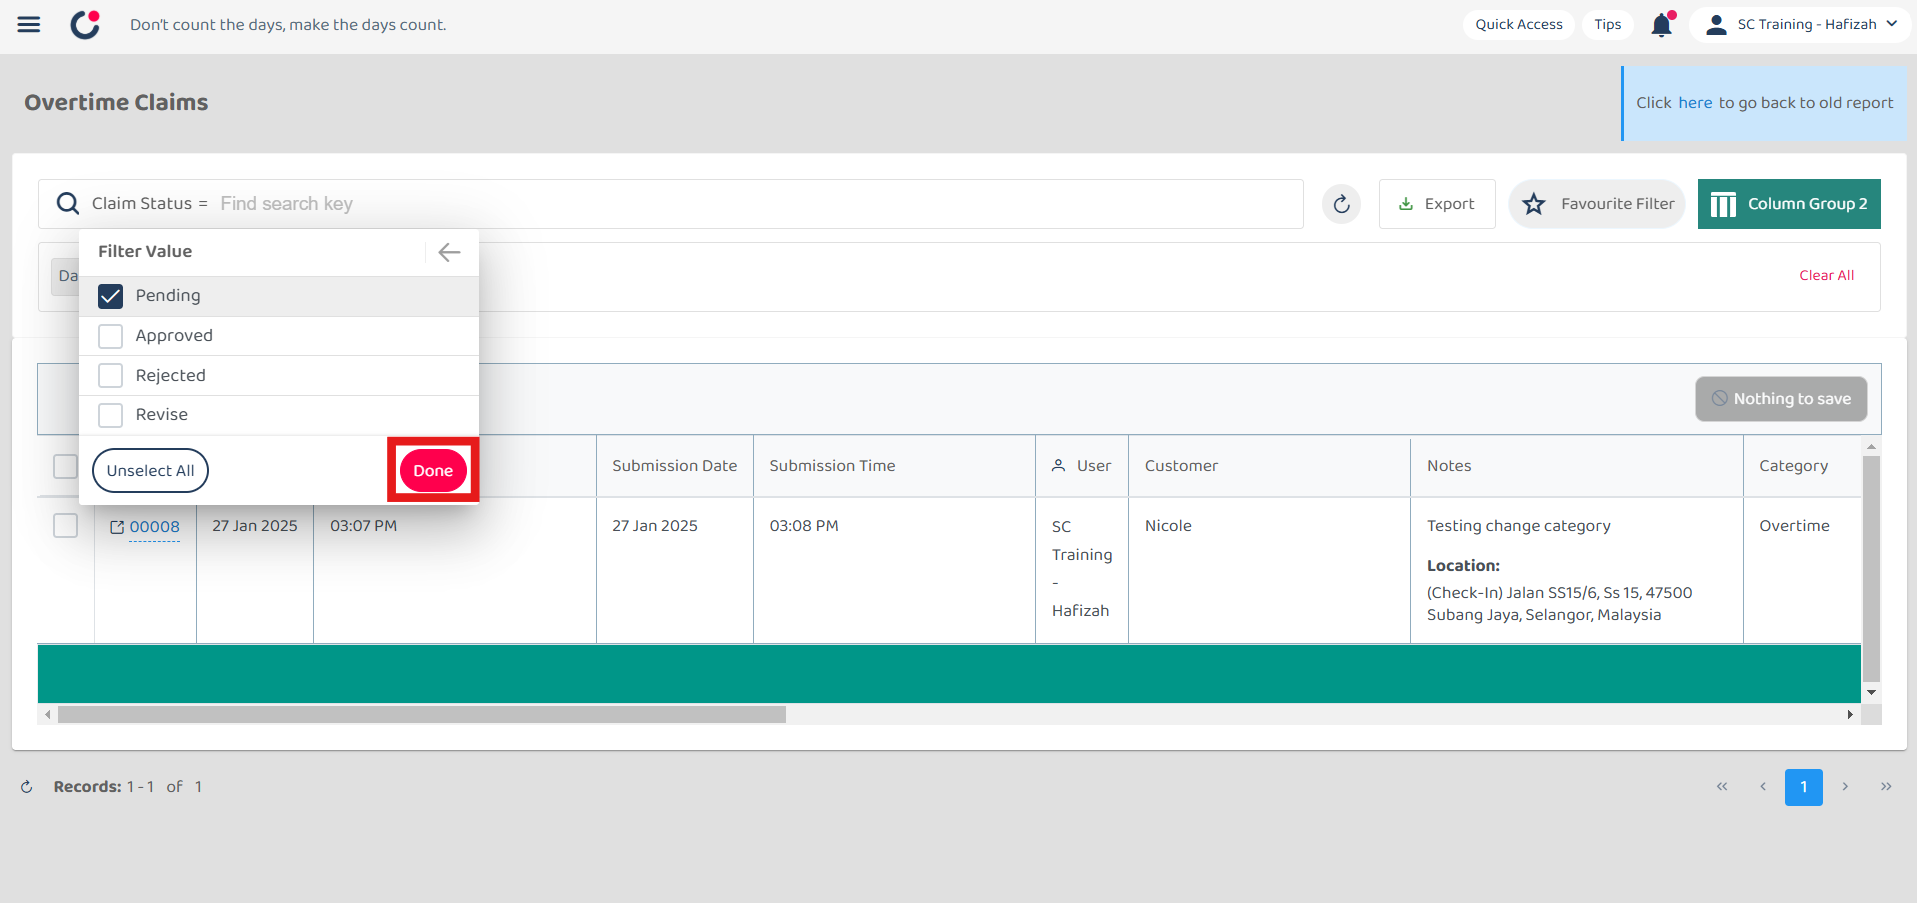 Don't count the days, make the days count.
Quick Access
Tips
SC Training - Hafizah
Overtime Claims
Click here to go back to old report
Claim Status = Find search key
Export
Favourite Filter
Column Group 2
Filter Value
Da
Clear All
Pending
Approved
Rejected
Revise
Nothing to save
Unselect All
Done
Submission Date
Submission Time
User
Customer
Notes
Category
00008
27 Jan 2025
03:07 PM
27 Jan 2025
03:08 PM
SC
Training
-
Hafizah
Nicole
Testing change category
Location:
(Check-In) Jalan SS15/6, Ss 15, 47500
Subang Jaya, Selangor, Malaysia
Overtime
Records: 1 - 1 of 1
« ‹ 1 › »